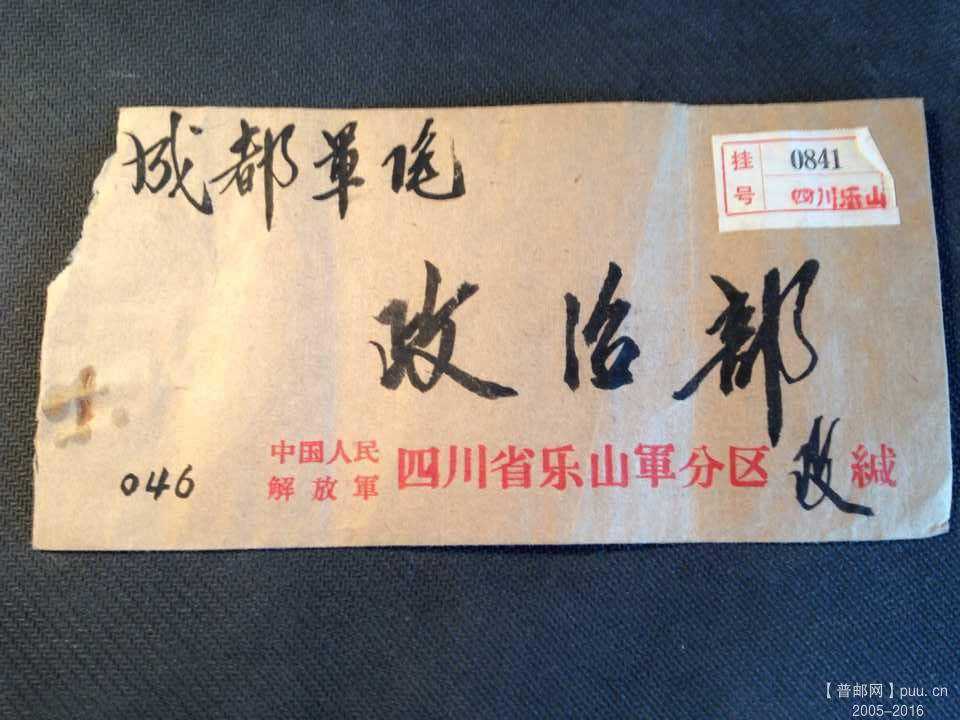 成都軍区
挂号 0841
四川乐山
政治部
中国人民
解放軍 四川省乐山軍分区 政 緘
046
【普邮网】puu.cn
2005-2016